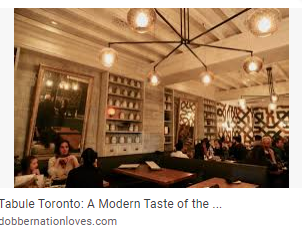 Tabule Toronto: A Modern Taste of the ...
dobbernationloves.com